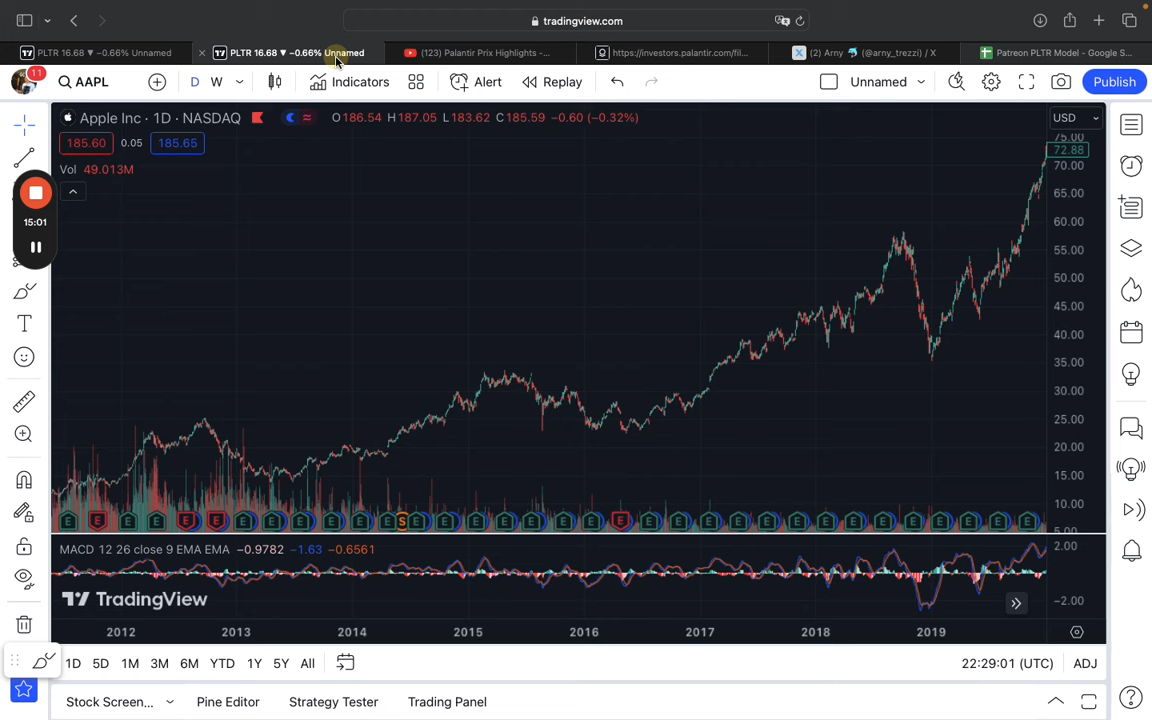 tradingview.com
PLTR 16.68 ▼ −0.66% Unnamed
PLTR 16.68 ▼ −0.66% Unnamed
(123) Palantir Prix Highlights -...
https://investors.palantir.com/fil...
(2) Arny 🐬 (@arny_trezzi) / X
Patreon PLTR Model - Google S...
11
AAPL
D
W
Indicators
Alert
Replay
Unnamed
Publish
Apple Inc · 1D · NASDAQ
O186.54 H187.05 L183.62 C185.59 −0.60 (−0.32%)
USD
185.60
0.05
185.65
Vol 49.013M
15:01
75.00
72.88
70.00
65.00
60.00
55.00
50.00
45.00
40.00
35.00
30.00
25.00
20.00
15.00
10.00
5.00
MACD 12 26 close 9 EMA EMA −0.9782 −1.63 −0.6561
2.00
−2.00
TradingView
2012 2013 2014 2015 2016 2017 2018 2019
1D 5D 1M 3M 6M YTD 1Y 5Y All
22:29:01 (UTC)
ADJ
Stock Screen...
Pine Editor
Strategy Tester
Trading Panel